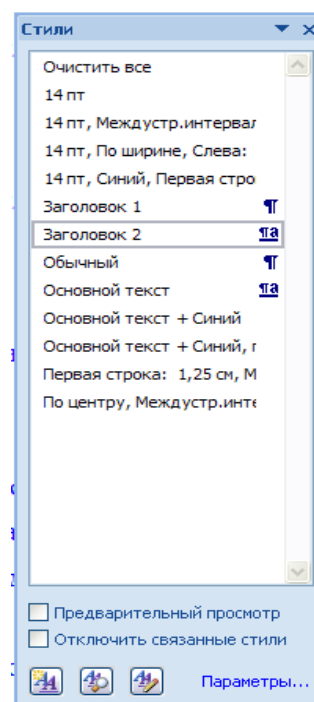 Стили
Очистить все
14 пт
14 пт, Междустр.интервал
14 пт, По ширине, Слева:
14 пт, Синий, Первая стро
Заголовок 1 ¶
Заголовок 2 ¶a
Обычный ¶
Основной текст ¶a
Основной текст + Синий
Основной текст + Синий, г
Первая строка: 1,25 см, М
По центру, Междустр.инте
Предварительный просмотр
Отключить связанные стили
Параметры...